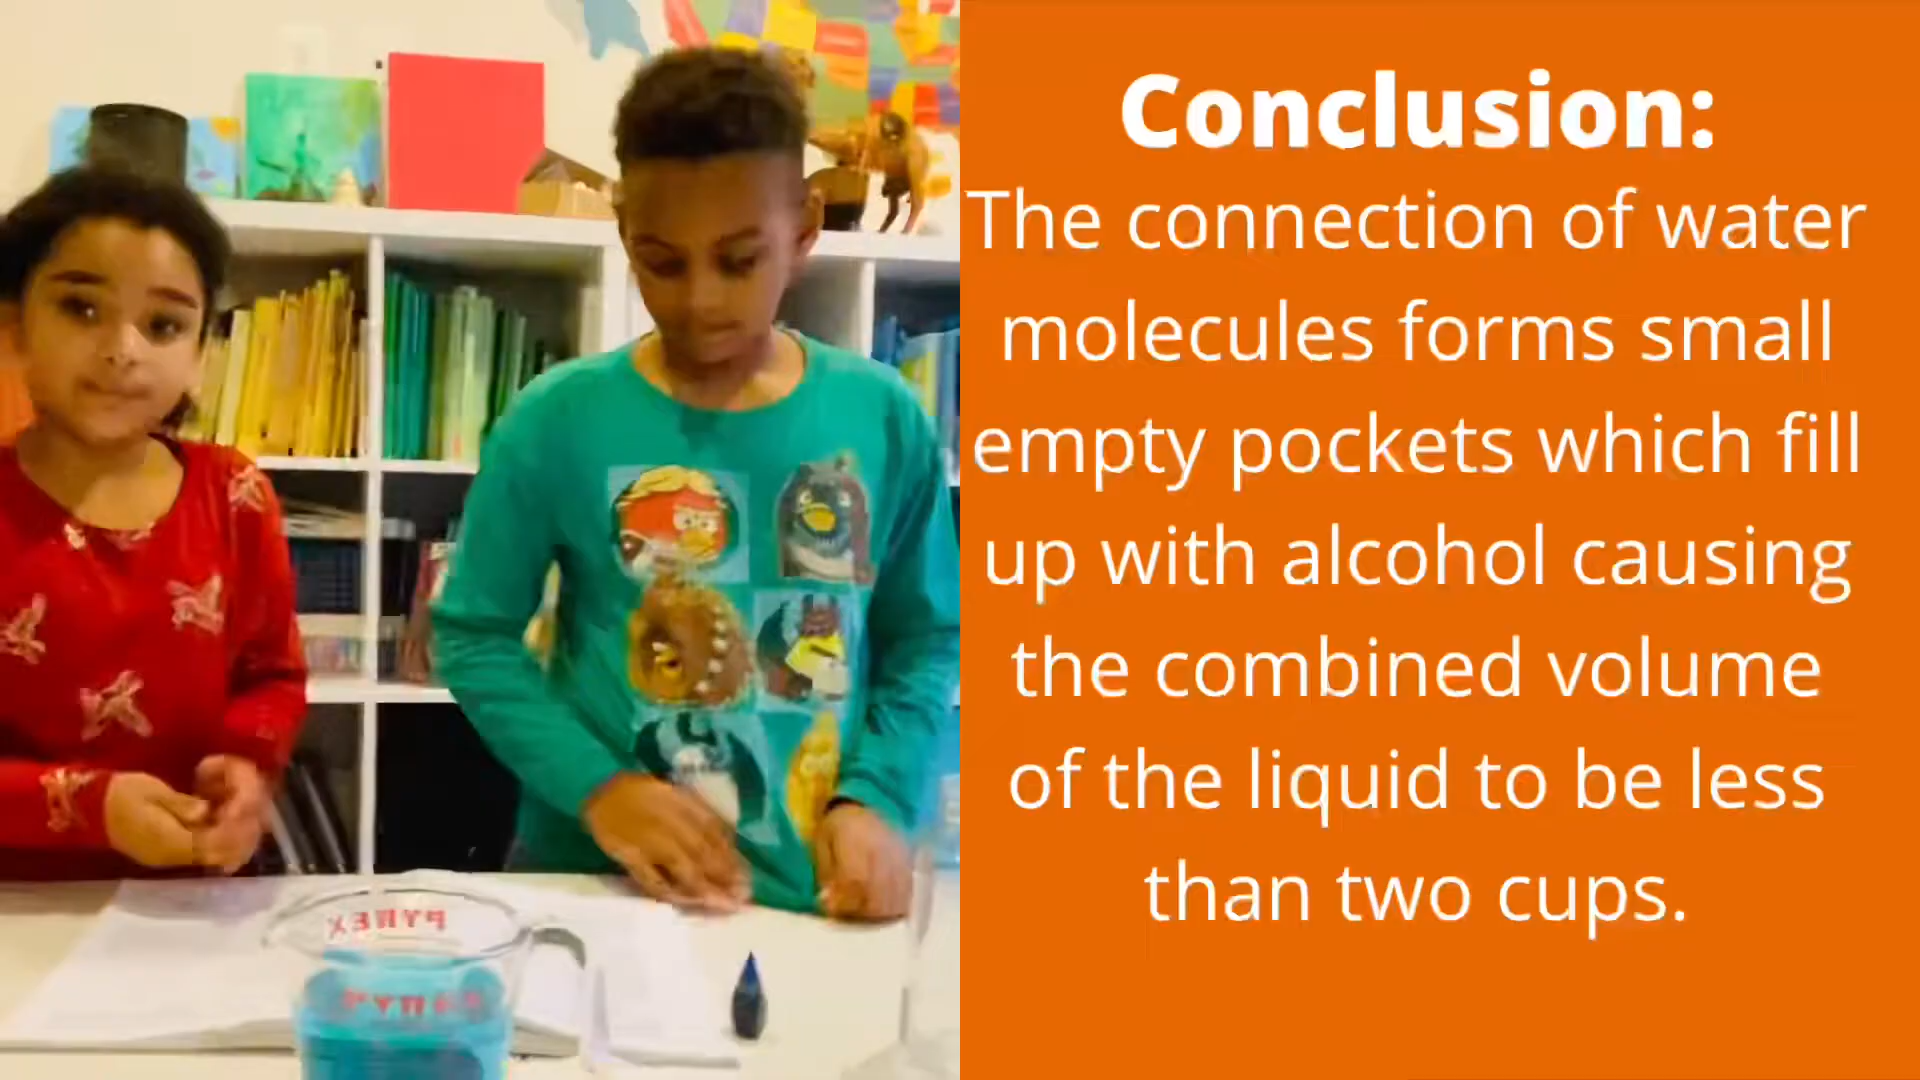 Conclusion:
The connection of water
molecules forms small
empty pockets which fill
up with alcohol causing
the combined volume
of the liquid to be less
than two cups.
PYREX
PYREX